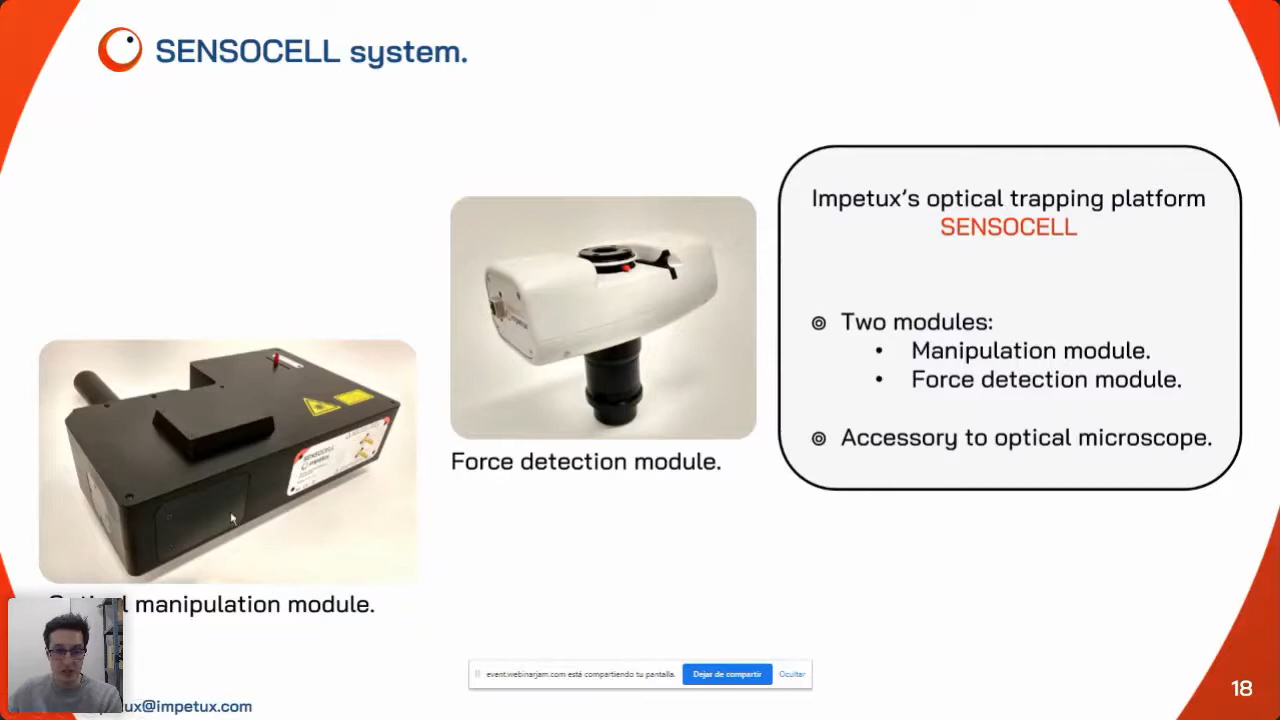 SENSOCELL system.
Impetux's optical trapping platform
SENSOCELL
Two modules:
• Manipulation module.
• Force detection module.
Accessory to optical microscope.
Force detection module.
SENSOCELL
impetux
manipulation module.
event.webinarjam.com está compartiendo tu pantalla.
Dejar de compartir
Ocultar
ux@impetux.com
18